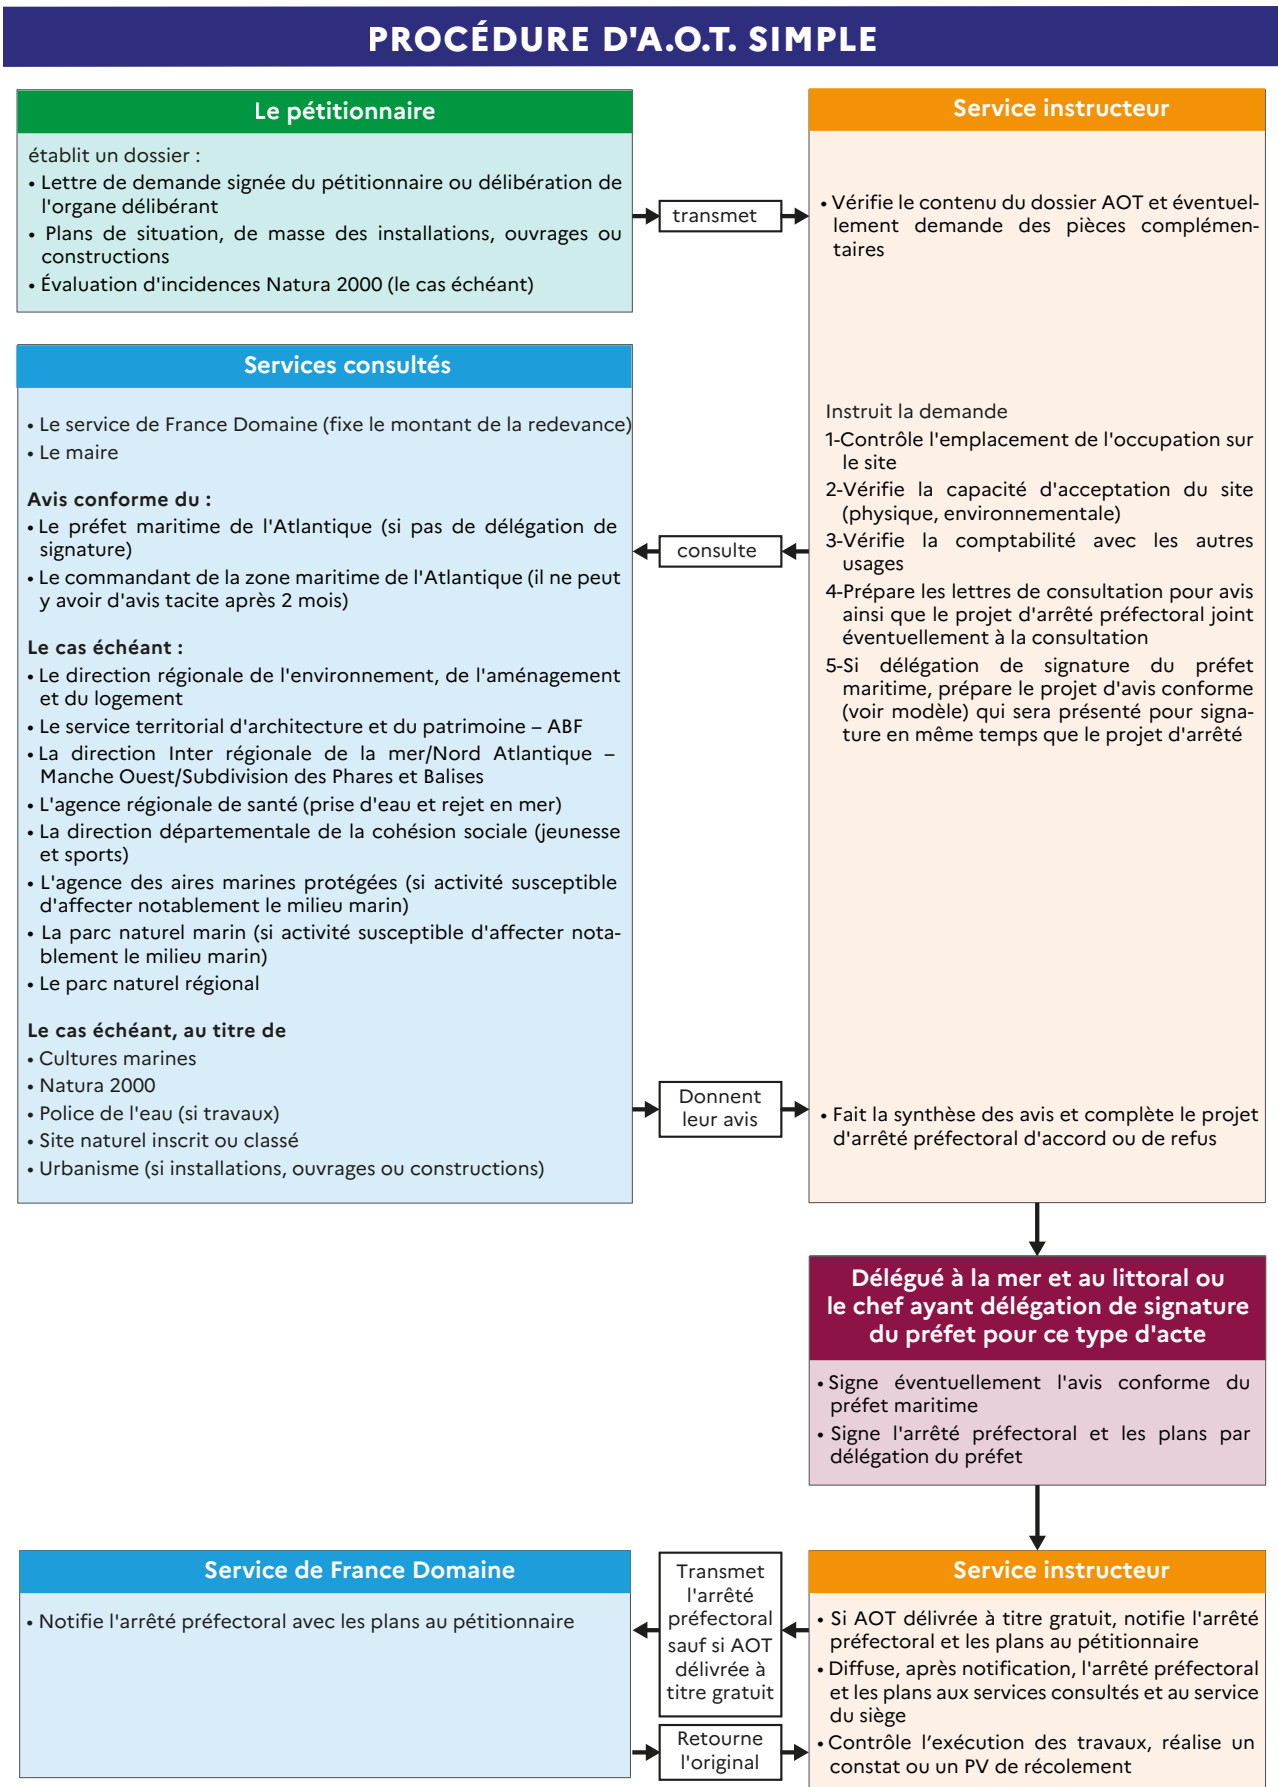 PROCÉDURE D'A.O.T. SIMPLE
Le pétitionnaire
établit un dossier :
• Lettre de demande signée du pétitionnaire ou délibération de
l'organe délibérant
• Plans de situation, de masse des installations, ouvrages ou
constructions
• Évaluation d'incidences Natura 2000 (le cas échéant)
transmet
Service instructeur
• Vérifie le contenu du dossier AOT et éventuel-
lement demande des pièces complémen-
taires
Instruit la demande
1-Contrôle l'emplacement de l'occupation sur
le site
2-Vérifie la capacité d'acceptation du site
(physique, environnementale)
3-Vérifie la comptabilité avec les autres
usages
4-Prépare les lettres de consultation pour avis
ainsi que le projet d'arrêté préfectoral joint
éventuellement à la consultation
5-Si délégation de signature du préfet
maritime, prépare le projet d'avis conforme
(voir modèle) qui sera présenté pour signa-
ture en même temps que le projet d'arrêté
consulte
Services consultés
• Le service de France Domaine (fixe le montant de la redevance)
• Le maire
Avis conforme du :
• Le préfet maritime de l'Atlantique (si pas de délégation de
signature)
• Le commandant de la zone maritime de l'Atlantique (il ne peut
y avoir d'avis tacite après 2 mois)
Le cas échéant :
• Le direction régionale de l'environnement, de l'aménagement
et du logement
• Le service territorial d'architecture et du patrimoine – ABF
• La direction Inter régionale de la mer/Nord Atlantique –
Manche Ouest/Subdivision des Phares et Balises
• L'agence régionale de santé (prise d'eau et rejet en mer)
• La direction départementale de la cohésion sociale (jeunesse
et sports)
• L'agence des aires marines protégées (si activité susceptible
d'affecter notablement le milieu marin)
• La parc naturel marin (si activité susceptible d'affecter nota-
blement le milieu marin)
• Le parc naturel régional
Le cas échéant, au titre de
• Cultures marines
• Natura 2000
• Police de l'eau (si travaux)
• Site naturel inscrit ou classé
• Urbanisme (si installations, ouvrages ou constructions)
Donnent
leur avis
• Fait la synthèse des avis et complète le projet
d'arrêté préfectoral d'accord ou de refus
Délégué à la mer et au littoral ou
le chef ayant délégation de signature
du préfet pour ce type d'acte
• Signe éventuellement l'avis conforme du
préfet maritime
• Signe l'arrêté préfectoral et les plans par
délégation du préfet
Service instructeur
• Si AOT délivrée à titre gratuit, notifie l'arrêté
préfectoral et les plans au pétitionnaire
• Diffuse, après notification, l'arrêté préfectoral
et les plans aux services consultés et au service
du siège
• Contrôle l'exécution des travaux, réalise un
constat ou un PV de récolement
Transmet
l'arrêté
préfectoral
sauf si AOT
délivrée à
titre gratuit
Service de France Domaine
• Notifie l'arrêté préfectoral avec les plans au pétitionnaire
Retourne
l'original